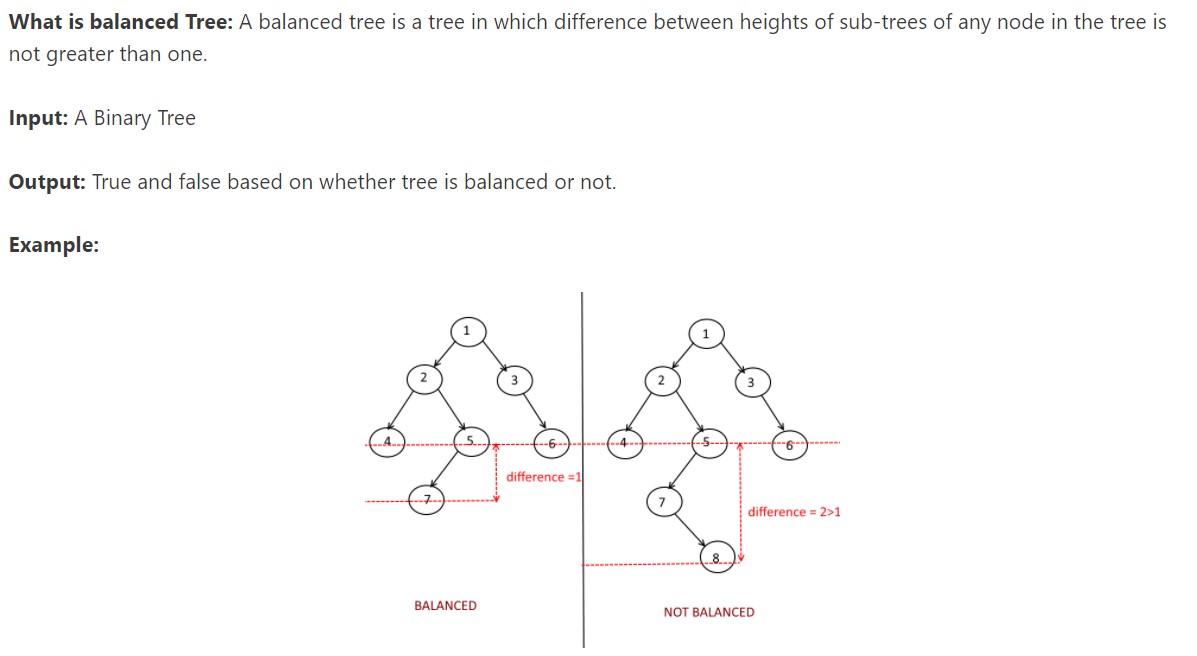 What is balanced Tree: A balanced tree is a tree in which difference between heights of sub-trees of any node in the tree is
not greater than one.
Input: A Binary Tree
Output: True and false based on whether tree is balanced or not.
Example:
1
2
3
4
5
6
difference =1
7
BALANCED
1
2
3
4
5
6
7
difference = 2>1
8
NOT BALANCED